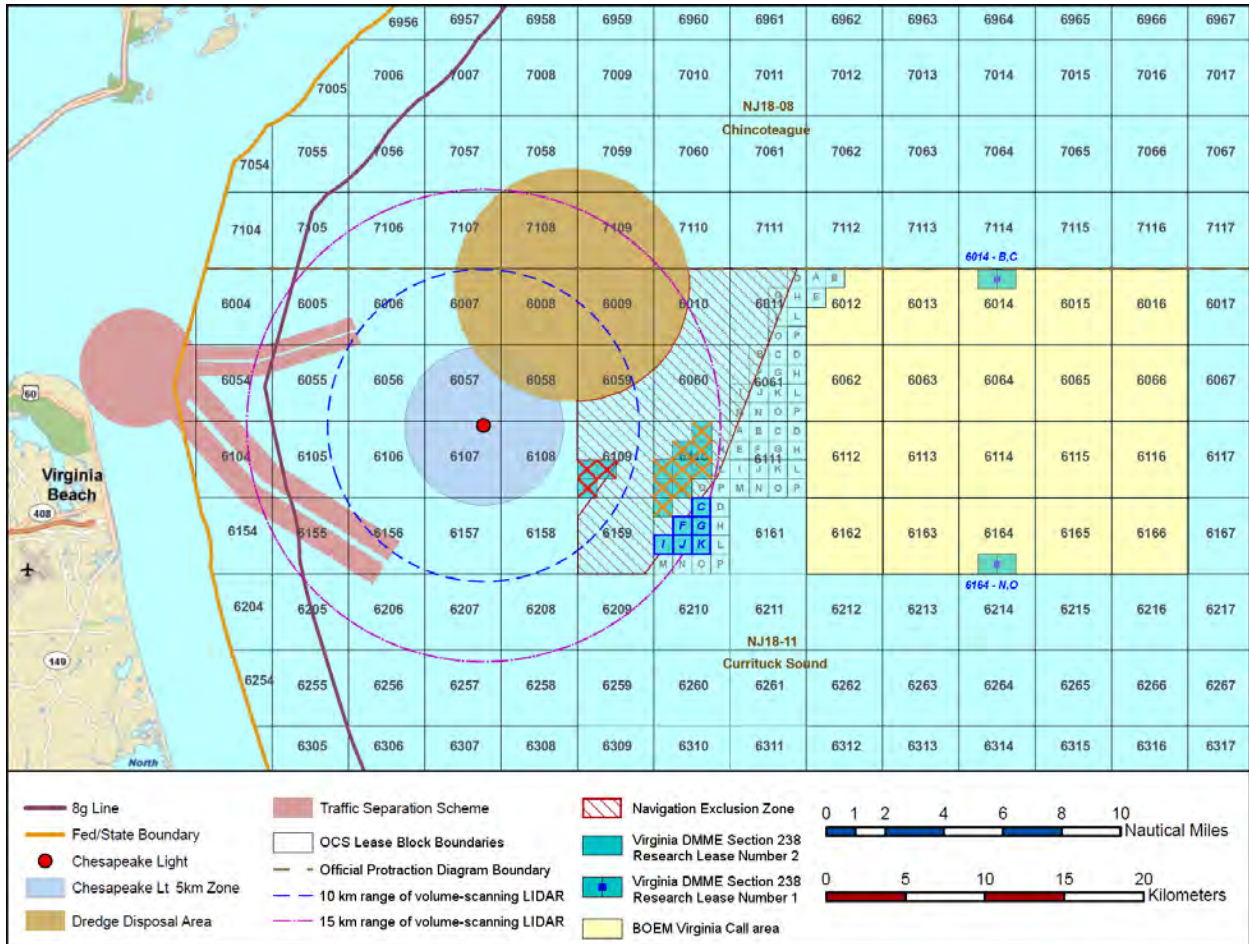 6956 6957 6958 6959 6960 6961 6962 6963 6964 6965 6966 6967
7005 7006 7007 7008 7009 7010 7011 7012 7013 7014 7015 7016 7017
NJ18-08
Chincoteague
7054 7055 7056 7057 7058 7059 7060 7061 7062 7063 7064 7065 7066 7067
7104 7105 7106 7107 7108 7109 7110 7111 7112 7113 7114 7115 7116 7117
6014 - B,C
D A B
6004 6005 6006 6007 6008 6009 6010 6011 6012 6013 6014 6015 6016 6017
G H E
L
O P
60
B C D
6054 6055 6056 6057 6058 6059 6060 6061 6062 6063 6064 6065 6066 6067
G H
J K L
N O P
A B C D
6104 6105 6106 6107 6108 6109 6111 6112 6113 6114 6115 6116 6117
E F G H
I J K L
P M N O P
Virginia
Beach
408
C D
6154 6155 6156 6157 6158 6159 6161 6162 6163 6164 6165 6166 6167
F G H
I J K L
M N O P
6164 - N,O
6204 6205 6206 6207 6208 6209 6210 6211 6212 6213 6214 6215 6216 6217
NJ18-11
Currituck Sound
149
6254 6255 6256 6257 6258 6259 6260 6261 6262 6263 6264 6265 6266 6267
6305 6306 6307 6308 6309 6310 6311 6312 6313 6314 6315 6316 6317
North
8g Line
Fed/State Boundary
Chesapeake Light
Chesapeake Lt 5km Zone
Dredge Disposal Area
Traffic Separation Scheme
OCS Lease Block Boundaries
Official Protraction Diagram Boundary
10 km range of volume-scanning LIDAR
15 km range of volume-scanning LIDAR
Navigation Exclusion Zone
Virginia DMME Section 238
Research Lease Number 2
Virginia DMME Section 238
Research Lease Number 1
BOEM Virginia Call area
0 1 2 4 6 8 10
Nautical Miles
0 5 10 15 20
Kilometers